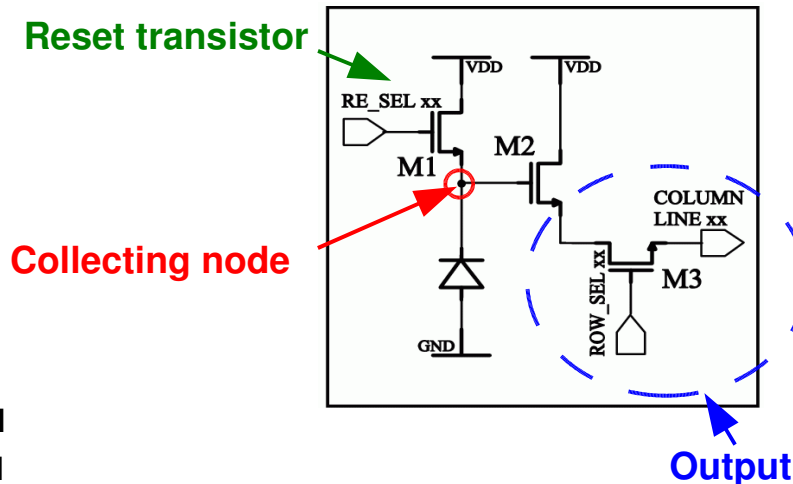 Reset transistor
VDD
VDD
RE_SEL xx
M1
M2
COLUMN
LINE xx
Collecting node
ROW_SEL xx
M3
GND
Output